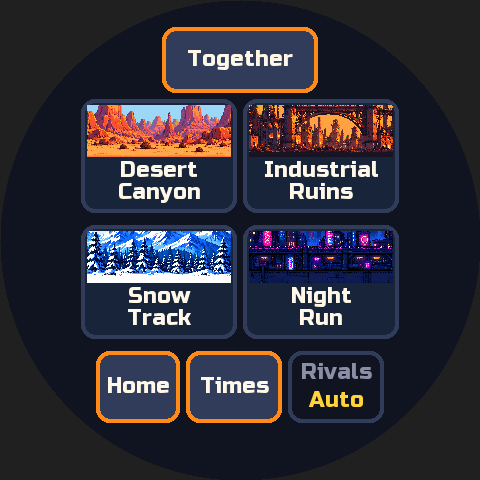 Together
Desert
Canyon
Industrial
Ruins
Snow
Track
Night
Run
Home
Times
Rivals
Auto